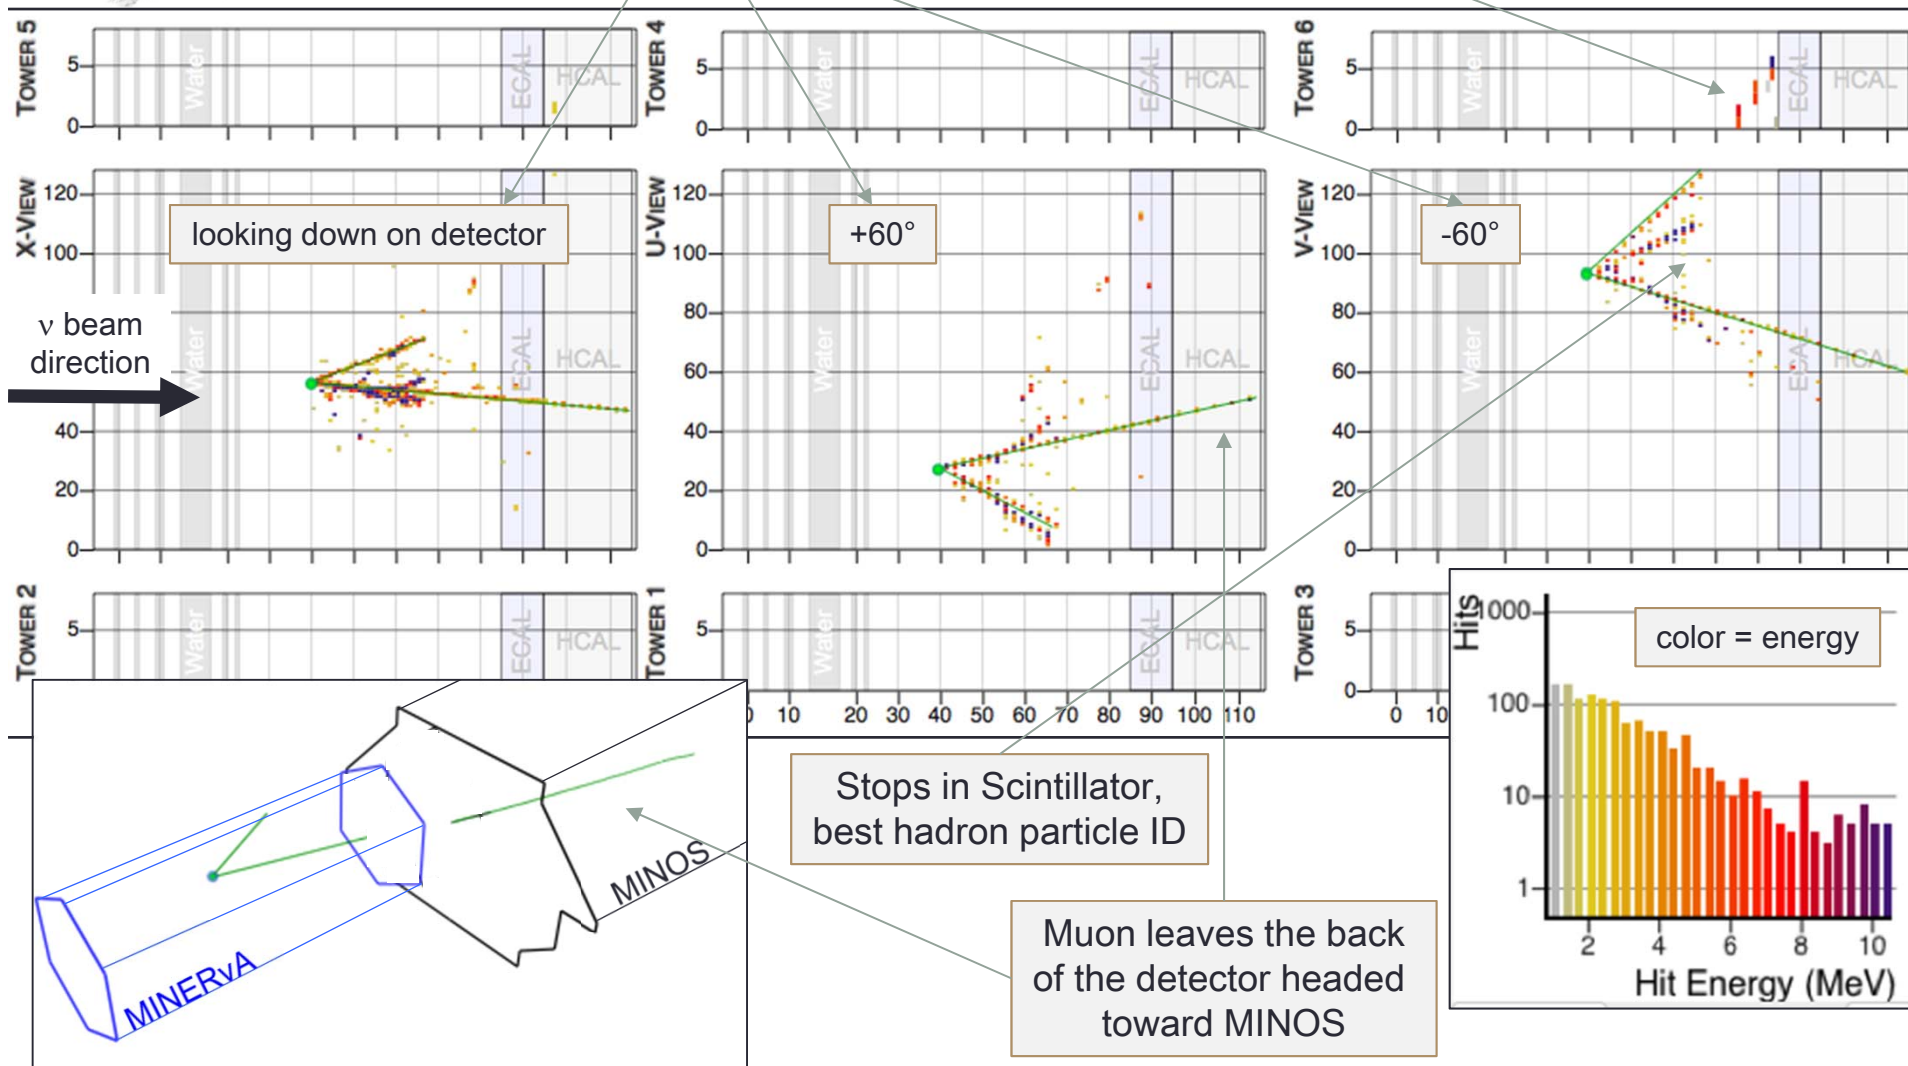 TOWER 5
5
0
Water
ECAL
HCAL
TOWER 4
5
0
Water
ECAL
HCAL
TOWER 6
5
0
Water
ECAL
HCAL
X-VIEW
120
100
40
20
0
looking down on detector
ν beam
direction
Water
ECAL
HCAL
U-VIEW
120
100
80
60
40
20
0
+60°
Water
ECAL
HCAL
V-VIEW
120
100
80
60
40
20
0
-60°
Water
ECAL
HCAL
TOWER 2
5
Water
ECAL
HCAL
TOWER 1
5
0
Water
ECAL
HCAL
0 10 20 30 40 50 60 70 80 90 100 110
TOWER 3
5
0
0 10
Hits
1000
100
10
1
color = energy
2 4 6 8 10
Hit Energy (MeV)
MINERνA
MINOS
Stops in Scintillator,
best hadron particle ID
Muon leaves the back
of the detector headed
toward MINOS